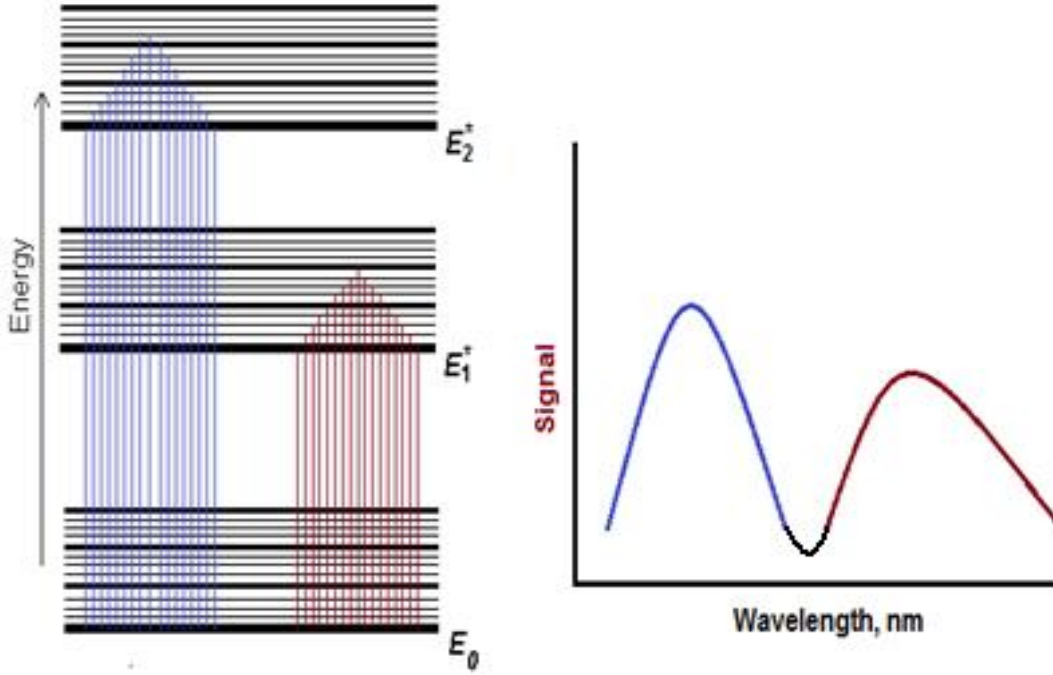 Energy
E₂*
E₁*
E₀
Signal
Wavelength, nm